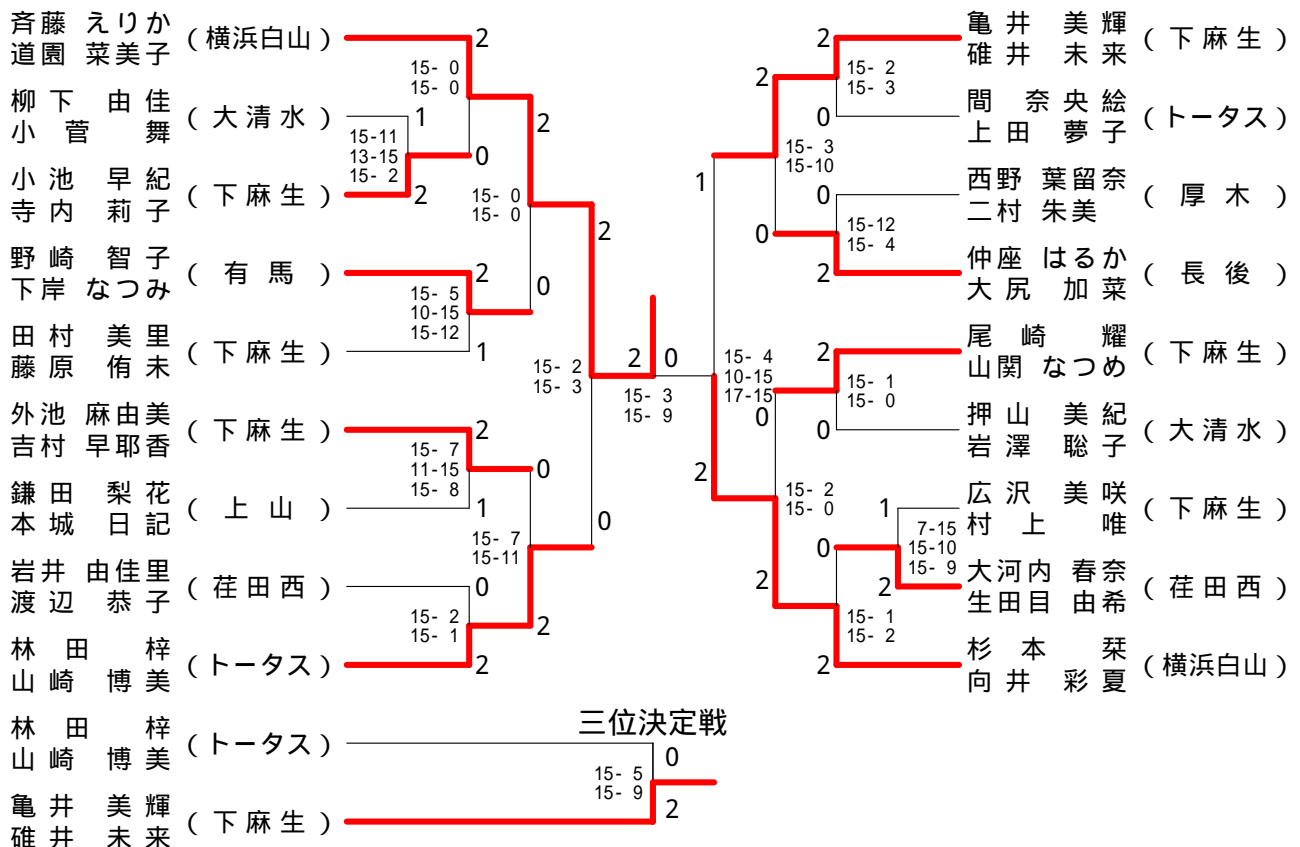 斉藤 えりか
道園 菜美子
(横浜白山)
2
15- 0
15- 0
柳下 由佳
小菅 舞
(大清水)
1
15-11
13-15
15- 2
0
小池 早紀
寺内 莉子
(下麻生)
2
2
15- 0
15- 0
野崎 智子
下岸 なつみ
(有馬)
2
15- 5
10-15
15-12
0
田村 美里
藤原 侑未
(下麻生)
1
2
15- 2
15- 3
外池 麻由美
吉村 早耶香
(下麻生)
2
15- 7
11-15
15- 8
0
鎌田 梨花
本城 日記
(上山)
1
15- 7
15-11
0
岩井 由佳里
渡辺 恭子
(荏田西)
0
15- 2
15- 1
2
林田 梓
山崎 博美
(トータス)
2
2
0
15- 3
15- 9
亀井 美輝
碓井 未来
(下麻生)
2
15- 2
15- 3
2
間 奈央絵
上田 夢子
(トータス)
0
15- 3
15-10
1
西野 葉留奈
二村 朱美
(厚木)
0
15-12
15- 4
0
仲座 はるか
大尻 加菜
(長後)
2
15- 4
10-15
17-15
尾崎 耀
山関 なつめ
(下麻生)
2
15- 1
15- 0
0
押山 美紀
岩澤 聡子
(大清水)
0
15- 2
15- 0
2
広沢 美咲
村上 唯
(下麻生)
1
7-15
15-10
15- 9
0
大河内 春奈
生田目 由希
(荏田西)
2
2
15- 1
15- 2
杉本 栞
向井 彩夏
(横浜白山)
2
三位決定戦
林田 梓
山崎 博美
(トータス)
0
15- 5
15- 9
亀井 美輝
碓井 未来
(下麻生)
2